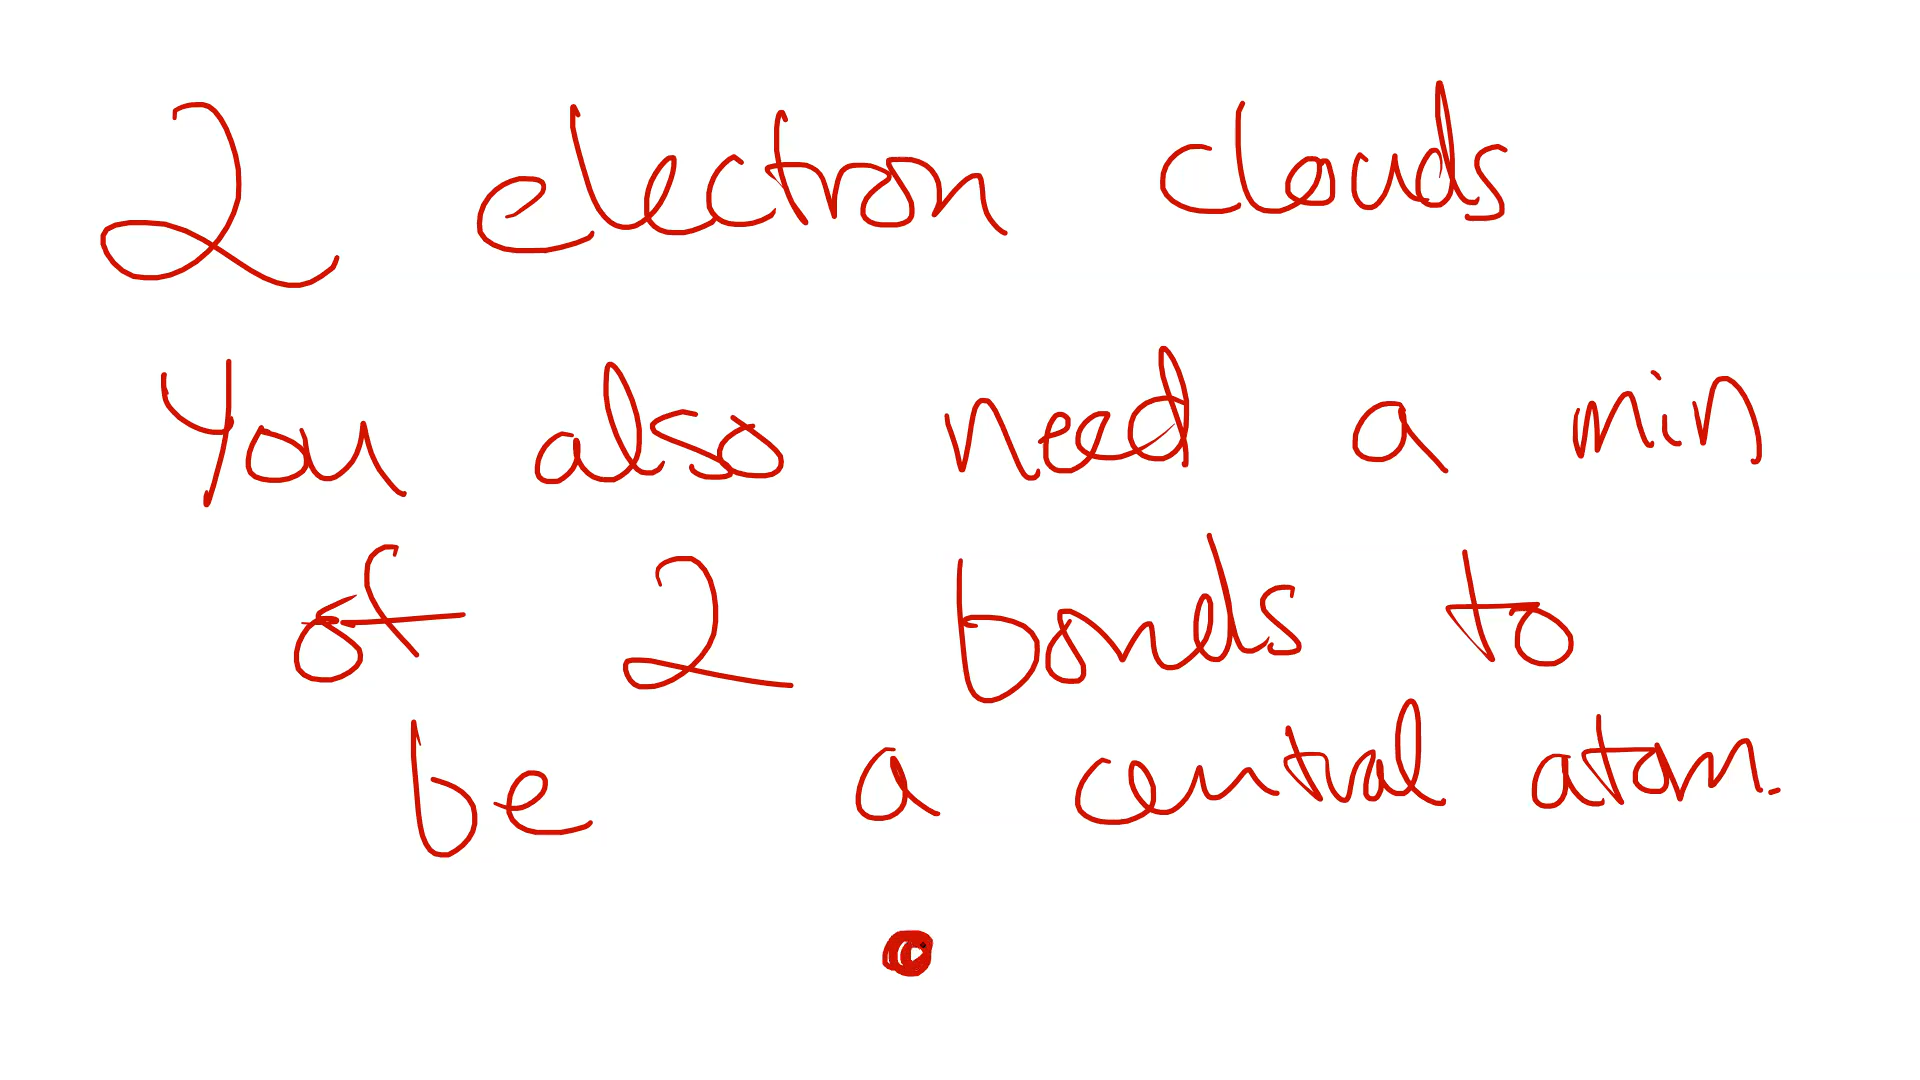 2 electron clouds
You also need a min
of 2 bonds to
be a central atom.